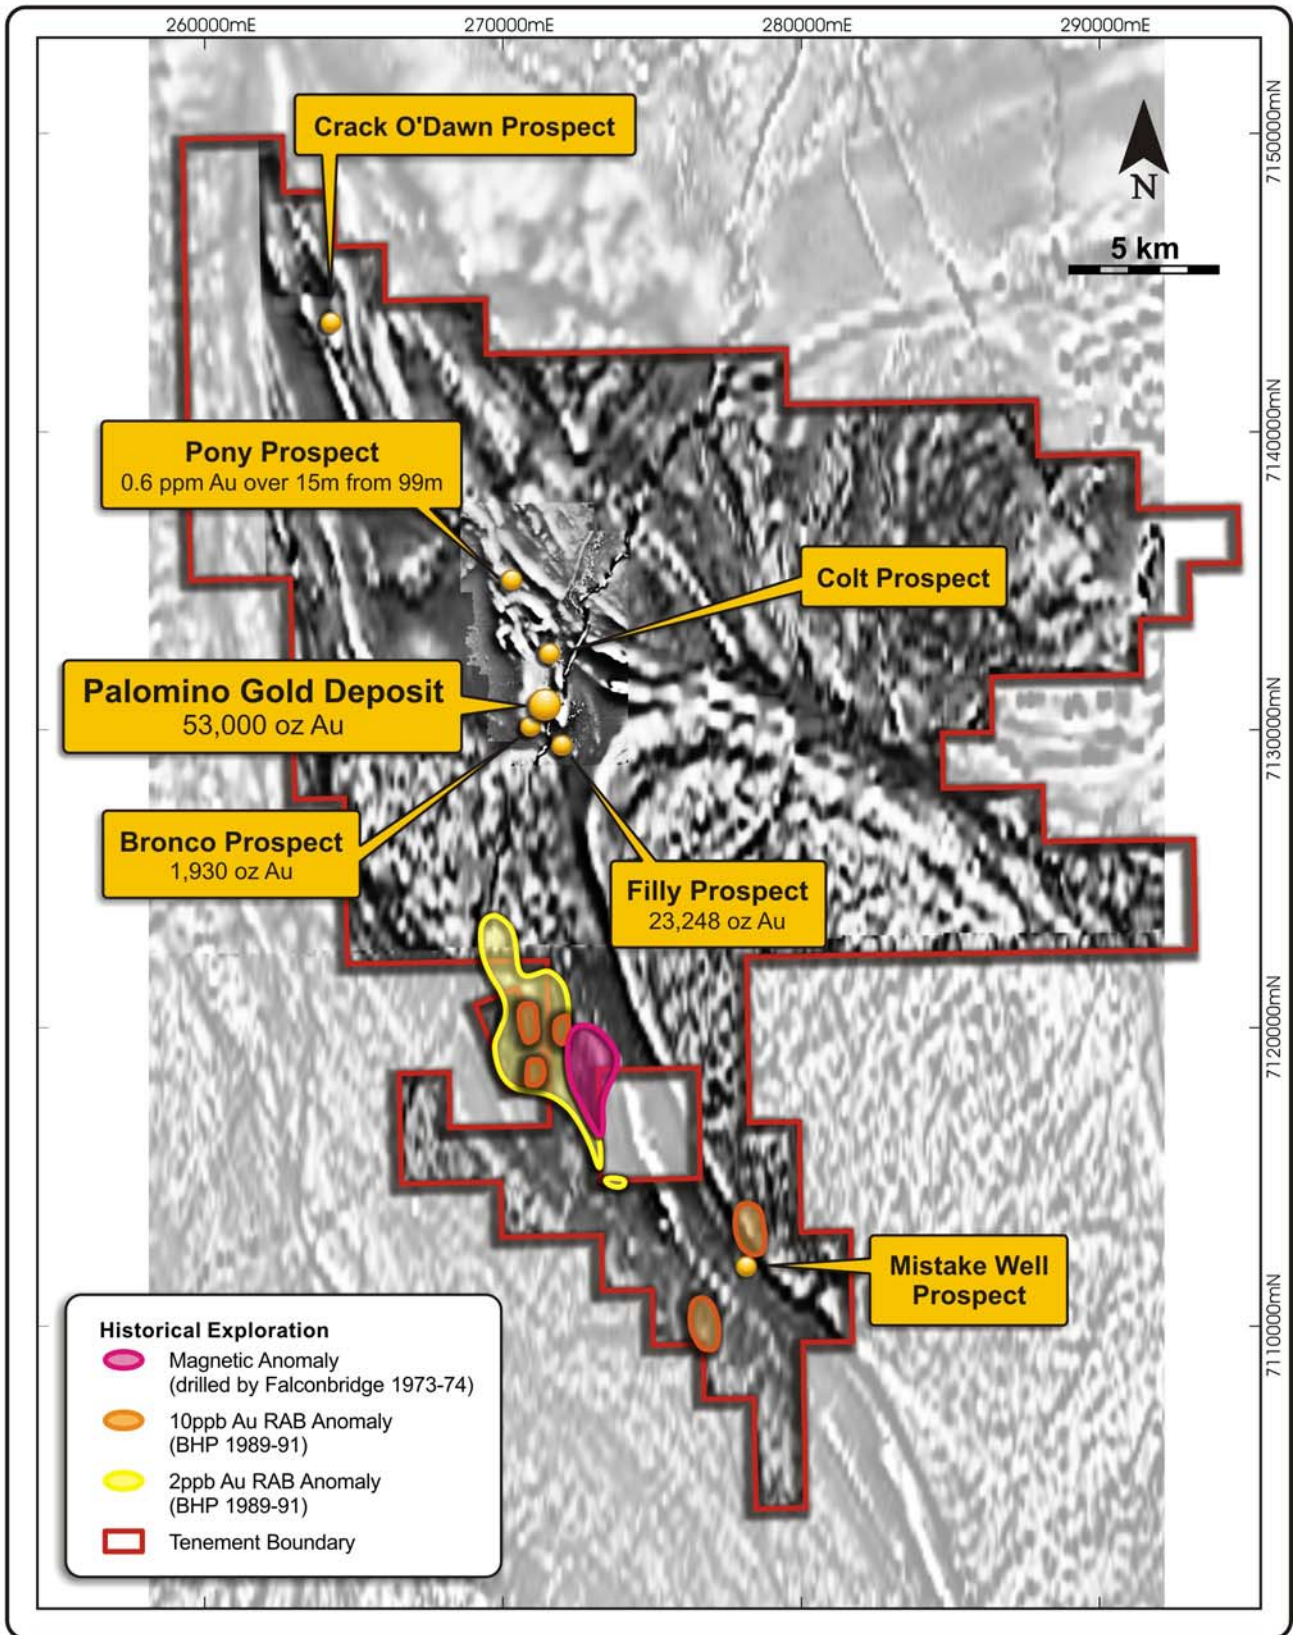 260000mE
270000mE
280000mE
290000mE
Crack O'Dawn Prospect
7150000mN
N
5 km
7140000mN
Pony Prospect
0.6 ppm Au over 15m from 99m
Colt Prospect
Palomino Gold Deposit
53,000 oz Au
7130000mN
Bronco Prospect
1,930 oz Au
Filly Prospect
23,248 oz Au
7120000mN
Mistake Well
Prospect
7110000mN
Historical Exploration
Magnetic Anomaly
(drilled by Falconbridge 1973-74)
10ppb Au RAB Anomaly
(BHP 1989-91)
2ppb Au RAB Anomaly
(BHP 1989-91)
Tenement Boundary